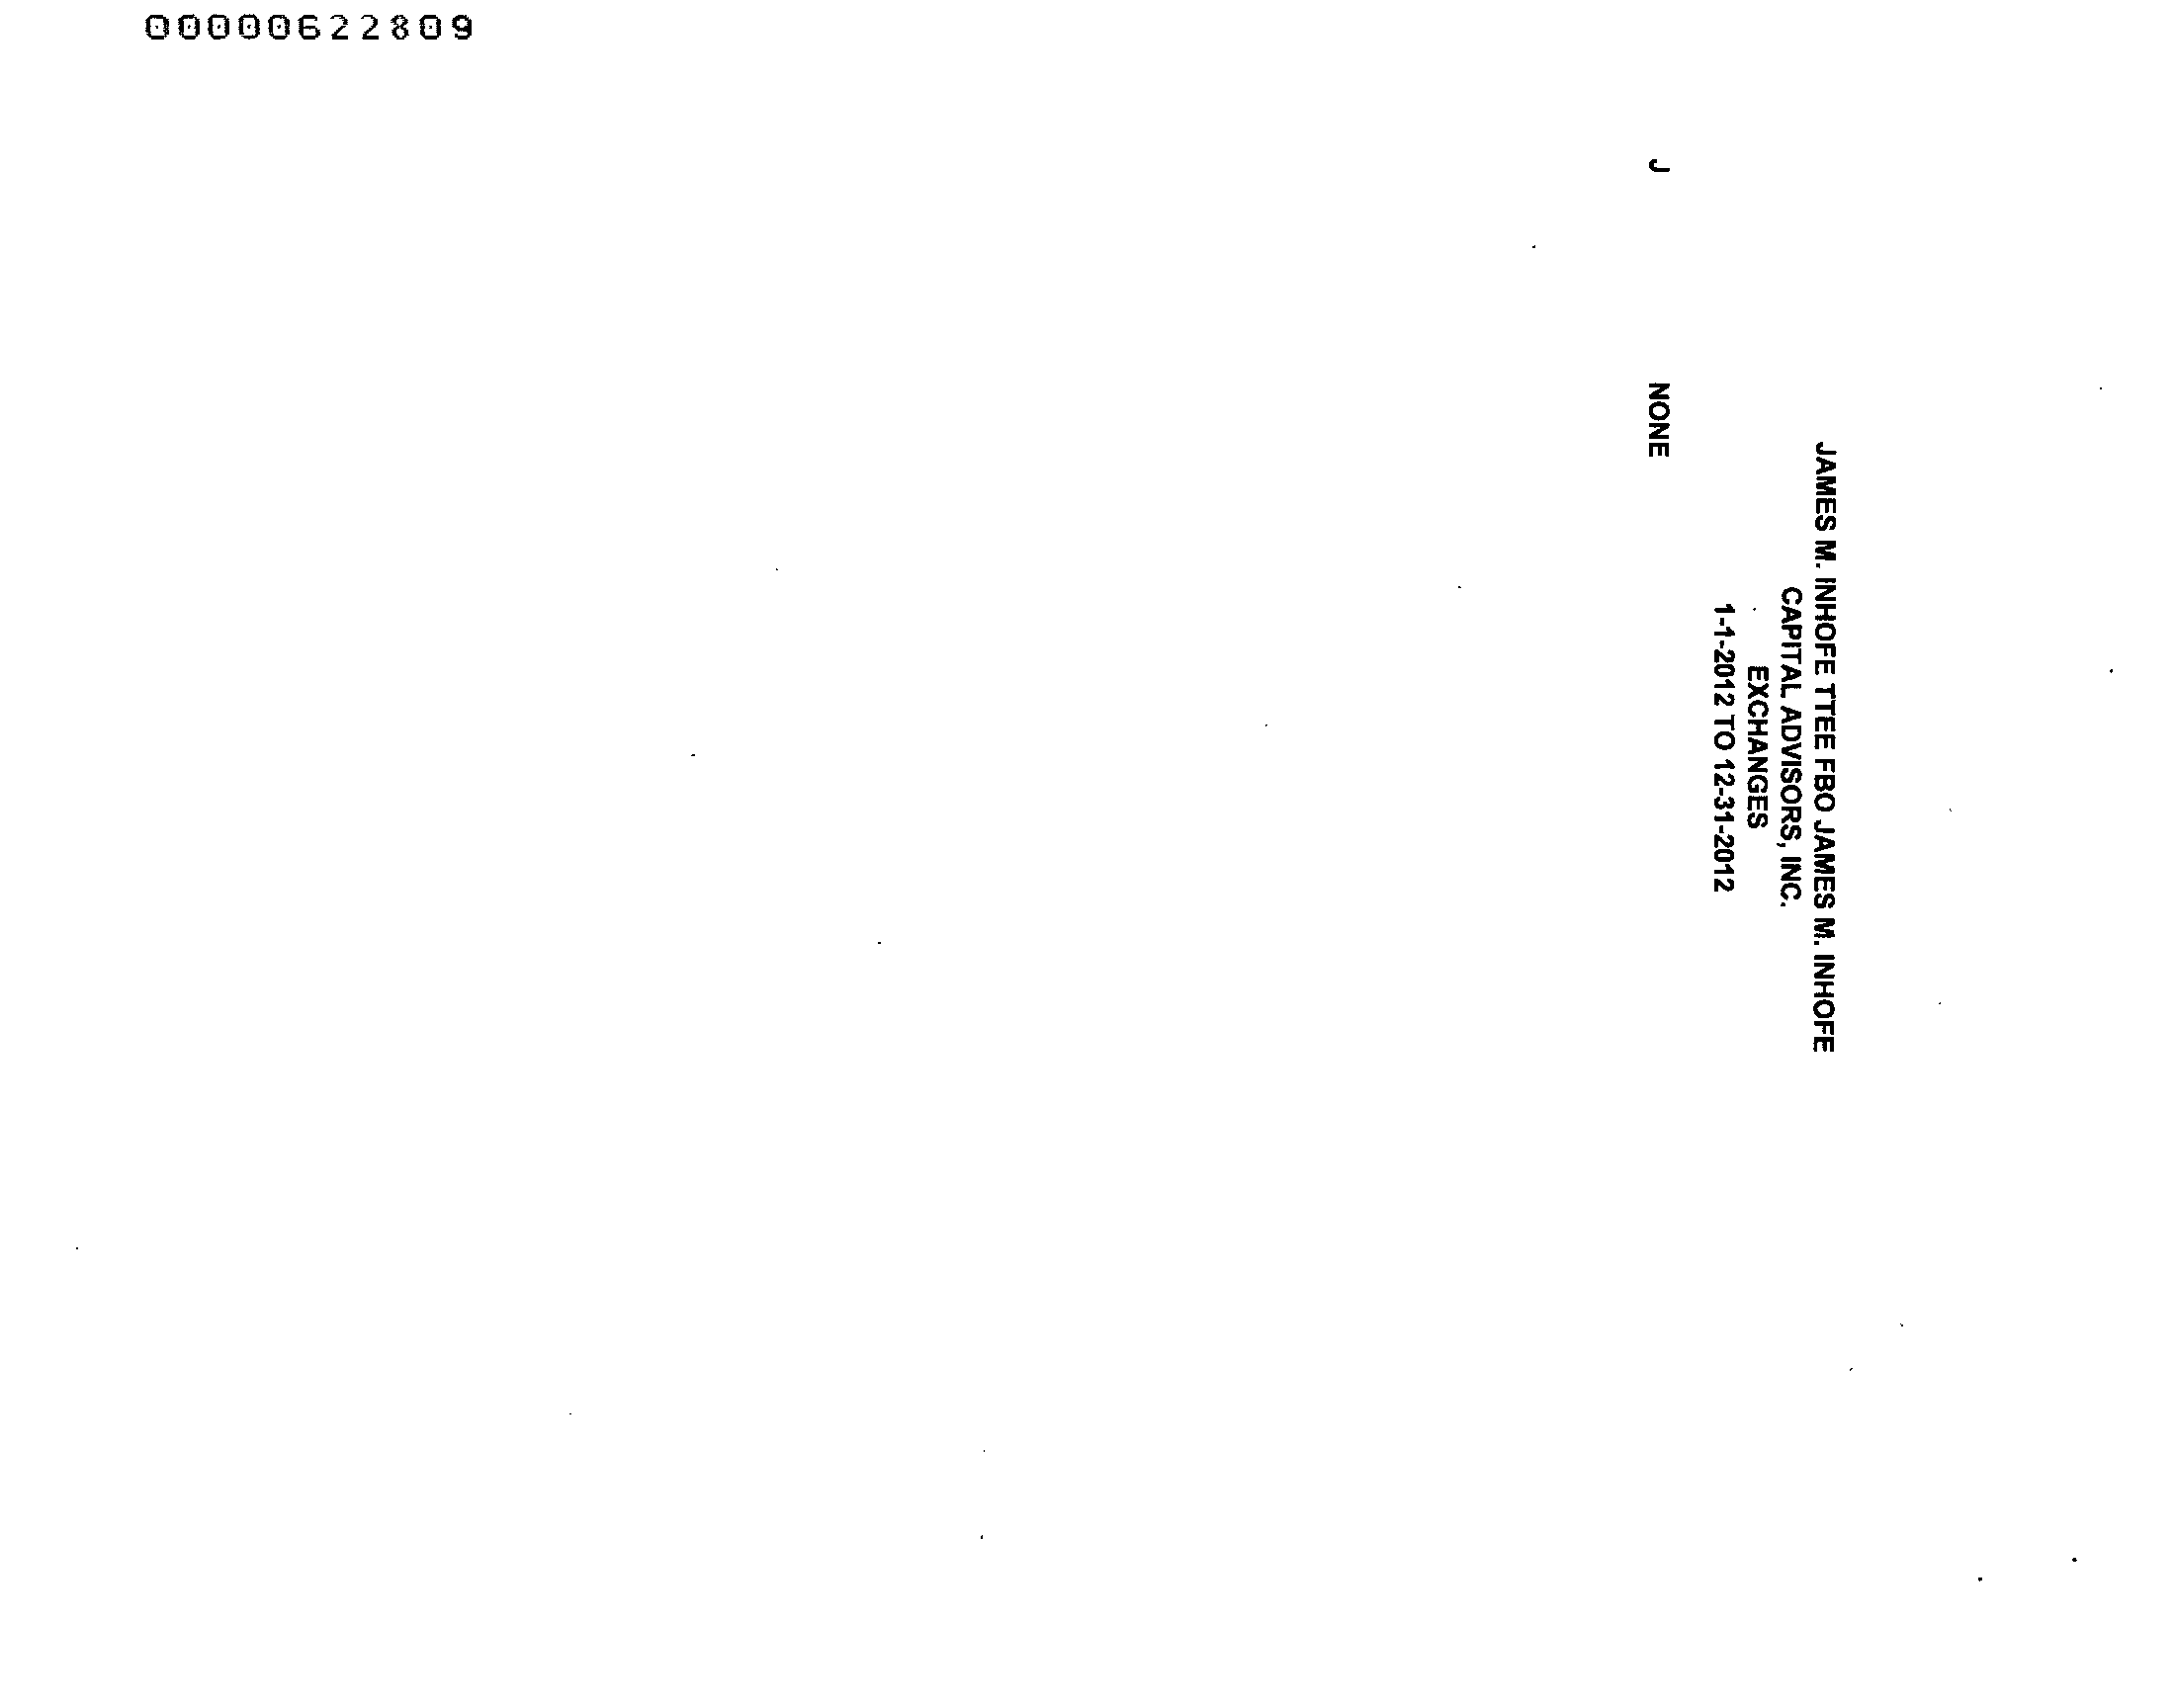 00000622809
JAMES M. INHOFE TTEE FBO JAMES M. INHOFE
CAPITAL ADVISORS, INC.
EXCHANGES
1-1-2012 TO 12-31-2012
J NONE